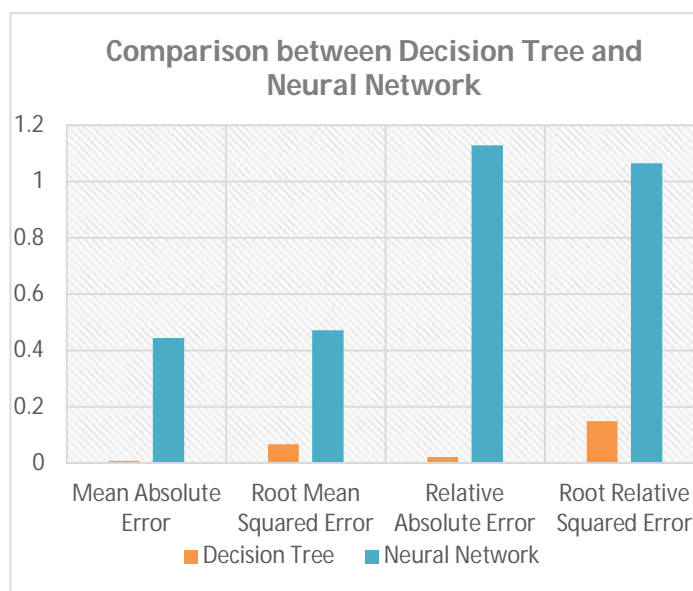 Comparison between Decision Tree and
Neural Network
1.2
1
0.8
0.6
0.4
0.2
0
Mean Absolute
Error
Root Mean
Squared Error
Relative
Absolute Error
Root Relative
Squared Error
Decision Tree
Neural Network